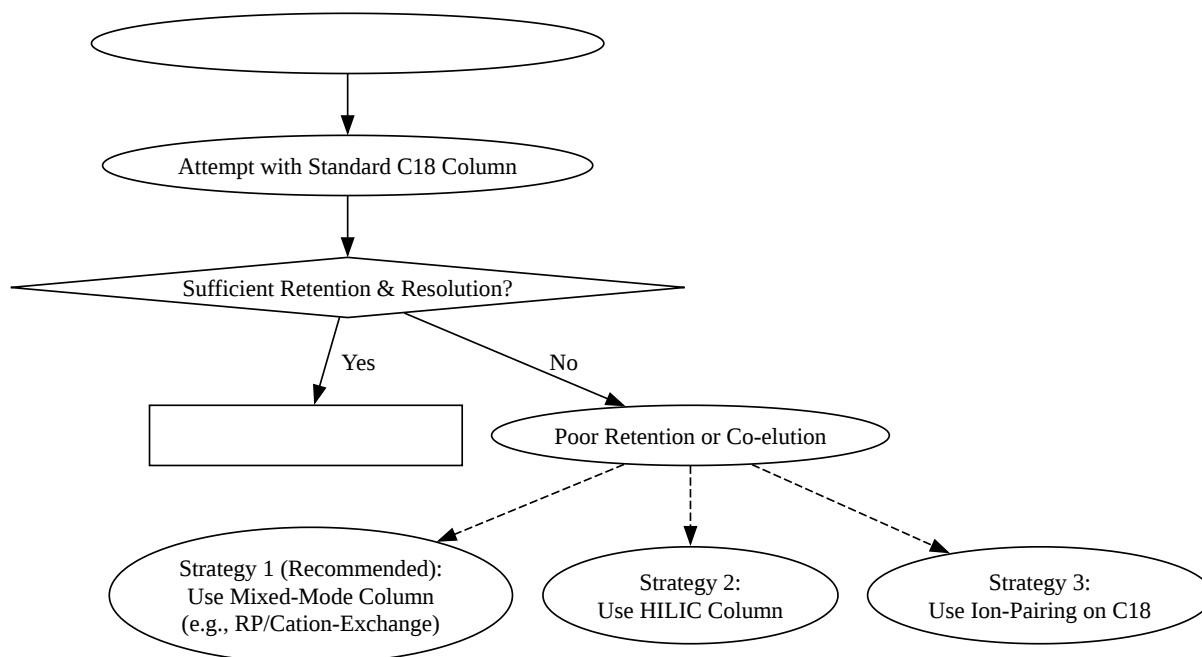 Attempt with Standard C18 Column
Sufficient Retention & Resolution?
Yes
No
Poor Retention or Co-elution
Strategy 1 (Recommended):
Use Mixed-Mode Column
(e.g., RP/Cation-Exchange)
Strategy 2:
Use HILIC Column
Strategy 3:
Use Ion-Pairing on C18